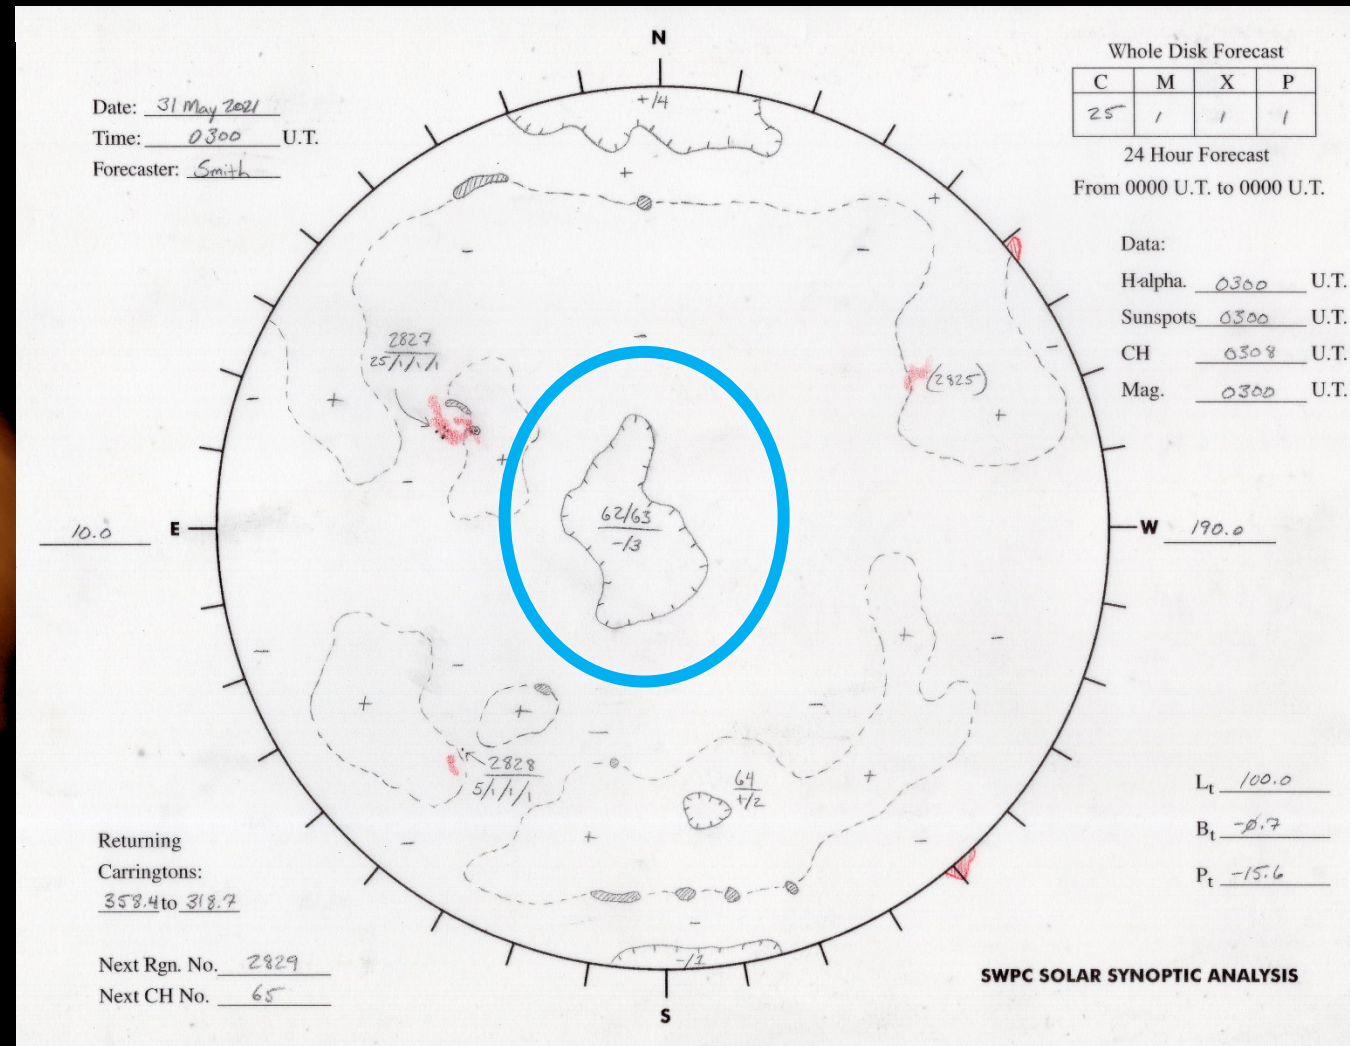 N
Date: 31 May 2021
Time: 0300 U.T.
Forecaster: Smith
Whole Disk Forecast
C M X P
25 1 1 1
24 Hour Forecast
From 0000 U.T. to 0000 U.T.
Data:
H-alpha. 0300 U.T.
Sunspots 0300 U.T.
CH 0308 U.T.
Mag. 0300 U.T.
+/4
+
+
-
-
-
2827
25/1/1/1
(2825)
-
-
+
+
+
-
62/63
-/3
10.0 E
W 190.0
+
-
-
-
+
+
-
-
2828
5/1/1/1
64
+/2
+
+
-
-
-
-/1
S
Lt 100.0
Bt -0.7
Pt -15.6
Returning
Carringtons:
358.4 to 318.7
Next Rgn. No. 2829
Next CH No. 65
SWPC SOLAR SYNOPTIC ANALYSIS